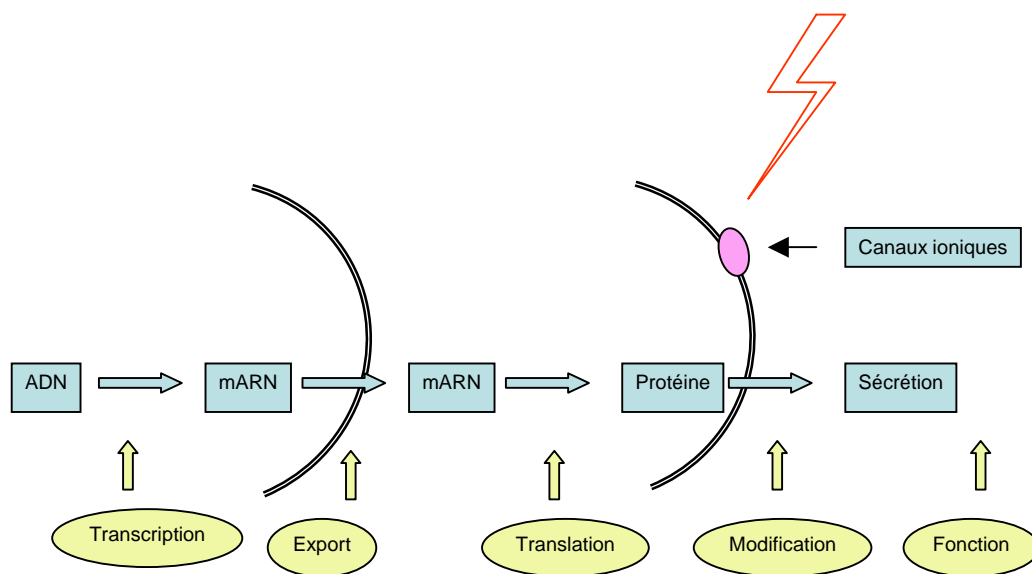 Canaux ioniques
ADN
mARN
mARN
Protéine
Sécrétion
Transcription
Export
Translation
Modification
Fonction